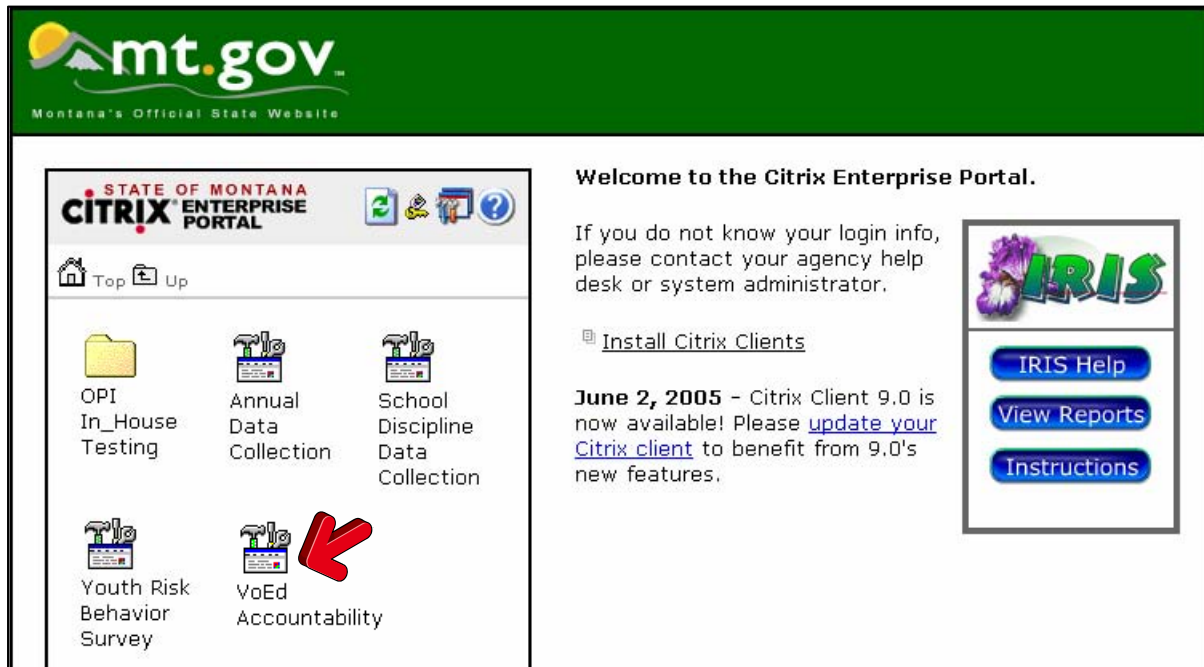 mt.gov™
Montana's Official State Website
STATE OF MONTANA
CITRIX® ENTERPRISE
PORTAL
Top Up
OPI
In_House
Testing
Annual
Data
Collection
School
Discipline
Data
Collection
Youth Risk
Behavior
Survey
VoEd
Accountability
Welcome to the Citrix Enterprise Portal.
If you do not know your login info,
please contact your agency help
desk or system administrator.
Install Citrix Clients
June 2, 2005 - Citrix Client 9.0 is
now available! Please update your
Citrix client to benefit from 9.0's
new features.
IRIS
IRIS Help
View Reports
Instructions